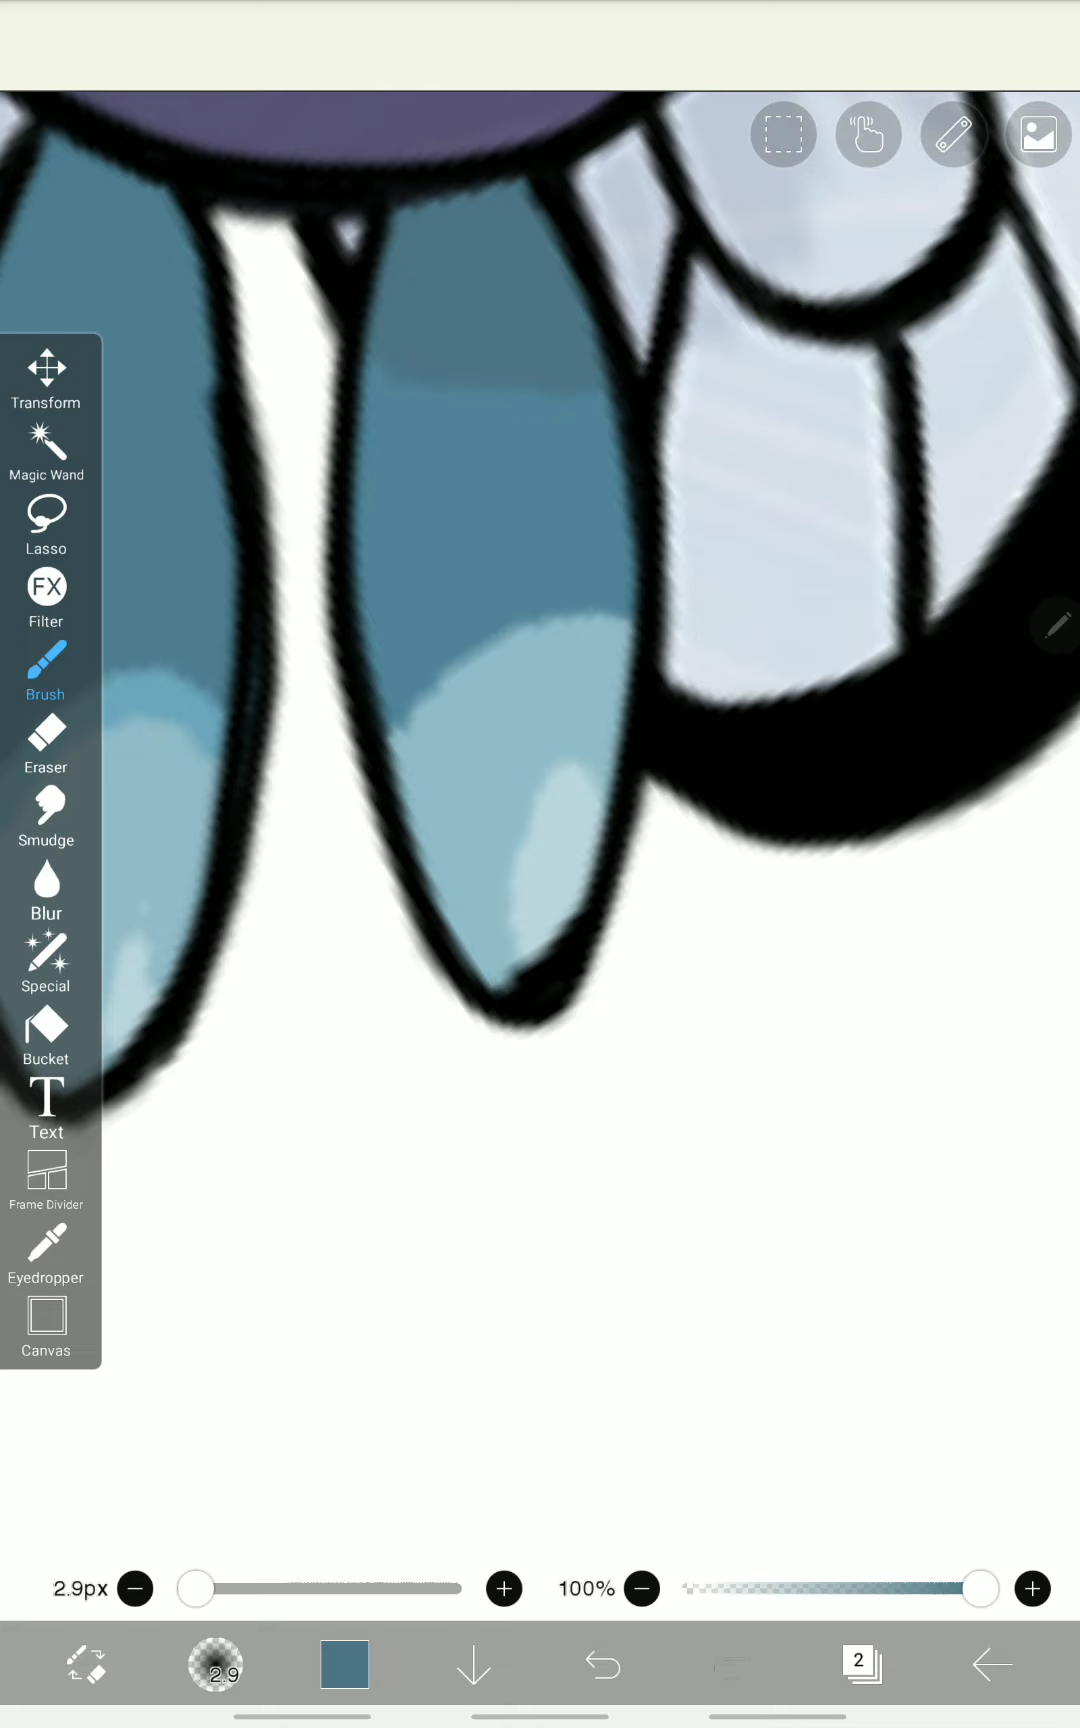 Transform
Magic Wand
Lasso
FX
Filter
Brush
Eraser
Smudge
Blur
Special
Bucket
T
Text
Frame Divider
Eyedropper
Canvas
2.9px
100%
2.9
2